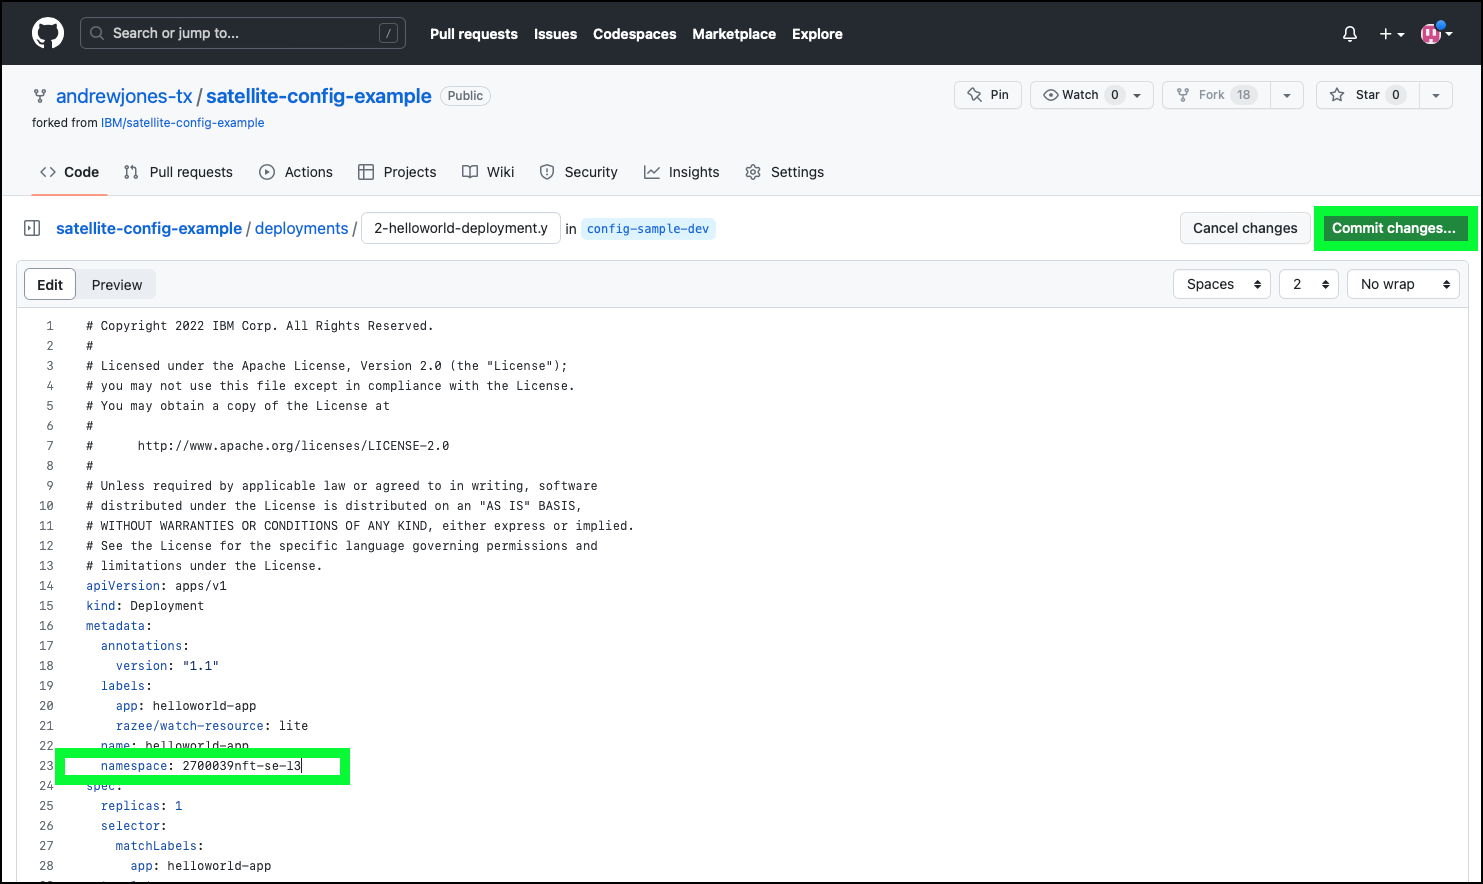 Search or jump to... / Pull requests Issues Codespaces Marketplace Explore
andrewjones-tx / satellite-config-example Public Pin Watch 0 Fork 18 Star 0
forked from IBM/satellite-config-example
Code Pull requests Actions Projects Wiki Security Insights Settings
satellite-config-example / deployments / 2-helloworld-deployment.y in config-sample-dev Cancel changes Commit changes...
Edit Preview Spaces 2 No wrap
1 # Copyright 2022 IBM Corp. All Rights Reserved.
2 #
3 # Licensed under the Apache License, Version 2.0 (the "License");
4 # you may not use this file except in compliance with the License.
5 # You may obtain a copy of the License at
6 #
7 #      http://www.apache.org/licenses/LICENSE-2.0
8 #
9 # Unless required by applicable law or agreed to in writing, software
10 # distributed under the License is distributed on an "AS IS" BASIS,
11 # WITHOUT WARRANTIES OR CONDITIONS OF ANY KIND, either express or implied.
12 # See the License for the specific language governing permissions and
13 # limitations under the License.
14 apiVersion: apps/v1
15 kind: Deployment
16 metadata:
17   annotations:
18     version: "1.1"
19   labels:
20     app: helloworld-app
21     razee/watch-resource: lite
22   name: helloworld-app
23   namespace: 2700039nft-se-l3
24 spec:
25   replicas: 1
26   selector:
27     matchLabels:
28       app: helloworld-app